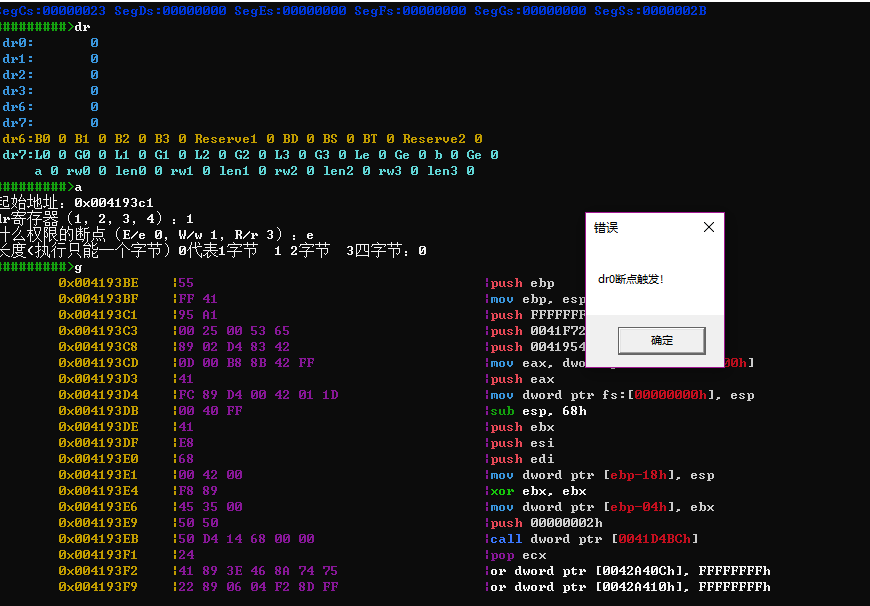 SegCs:00000023 SegDs:00000000 SegEs:00000000 SegFs:00000000 SegGs:00000000 SegSs:0000002B
#########>dr
dr0: 0
dr1: 0
dr2: 0
dr3: 0
dr6: 0
dr7: 0
dr6:B0 0 B1 0 B2 0 B3 0 Reserve1 0 BD 0 BS 0 BT 0 Reserve2 0
dr7:L0 0 G0 0 L1 0 G1 0 L2 0 G2 0 L3 0 G3 0 Le 0 Ge 0 b 0 Ge 0
a 0 rw0 0 len0 0 rw1 0 len1 0 rw2 0 len2 0 rw3 0 len3 0
#########>a
起始地址: 0x004193c1
dr寄存器（1, 2, 3, 4）: 1
什么权限的断点（E/e 0, W/w 1, R/r 3）: e
长度(执行只能一个字节）0代表1字节 1 2字节 3四字节: 0
#########>g
0x004193BE ¦55 ¦push ebp
0x004193BF ¦FF 41 ¦mov ebp, esp
0x004193C1 ¦95 A1 ¦push FFFFFFF
0x004193C3 ¦00 25 00 53 65 ¦push 0041F72
0x004193C8 ¦89 02 D4 83 42 ¦push 0041954
0x004193CD ¦0D 00 B8 8B 42 FF ¦mov eax, dwo 00h]
0x004193D3 ¦41 ¦push eax
0x004193D4 ¦FC 89 D4 00 42 01 1D ¦mov dword ptr fs:[00000000h], esp
0x004193DB ¦00 40 FF ¦sub esp, 68h
0x004193DE ¦41 ¦push ebx
0x004193DF ¦E8 ¦push esi
0x004193E0 ¦68 ¦push edi
0x004193E1 ¦00 42 00 ¦mov dword ptr [ebp-18h], esp
0x004193E4 ¦F8 89 ¦xor ebx, ebx
0x004193E6 ¦45 35 00 ¦mov dword ptr [ebp-04h], ebx
0x004193E9 ¦50 50 ¦push 00000002h
0x004193EB ¦50 D4 14 68 00 00 ¦call dword ptr [0041D4BCh]
0x004193F1 ¦24 ¦pop ecx
0x004193F2 ¦41 89 3E 46 8A 74 75 ¦or dword ptr [0042A40Ch], FFFFFFFFh
0x004193F9 ¦22 89 06 04 F2 8D FF ¦or dword ptr [0042A410h], FFFFFFFFh
错误
dr0断点触发!
确定